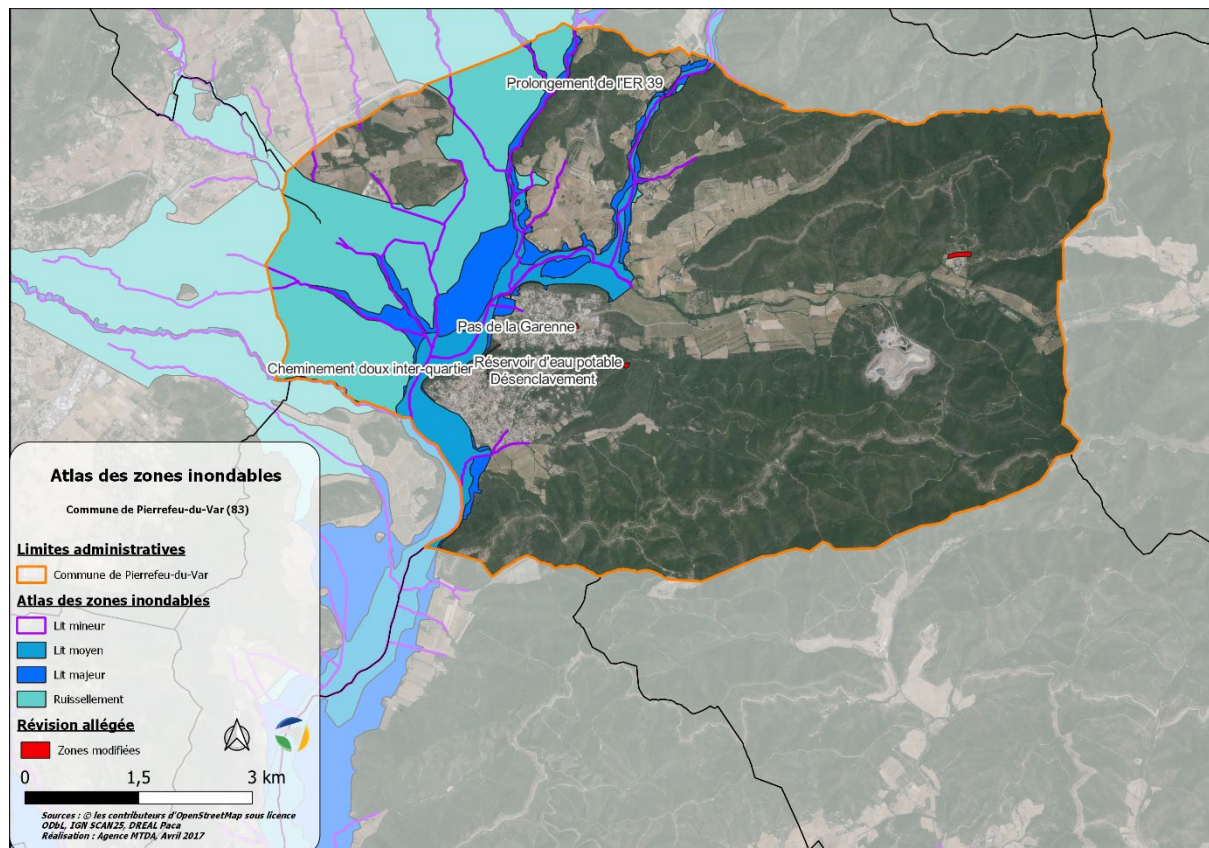 Prolongement de l'ER 39
Pas de la Garenne
Cheminement doux inter-quartier
Réservoir d'eau potable
Désenclavement
Atlas des zones inondables
Commune de Pierrefeu-du-Var (83)
Limites administratives
Commune de Pierrefeu-du-Var
Atlas des zones inondables
Lit mineur
Lit moyen
Lit majeur
Ruissellement
Révision allégée
Zones modifiées
0 1,5 3 km
Sources : © les contributeurs d'OpenStreetMap sous licence
ODbL, IGN SCAN25, DREAL Paca
Réalisation : Agence MTDA, Avril 2017